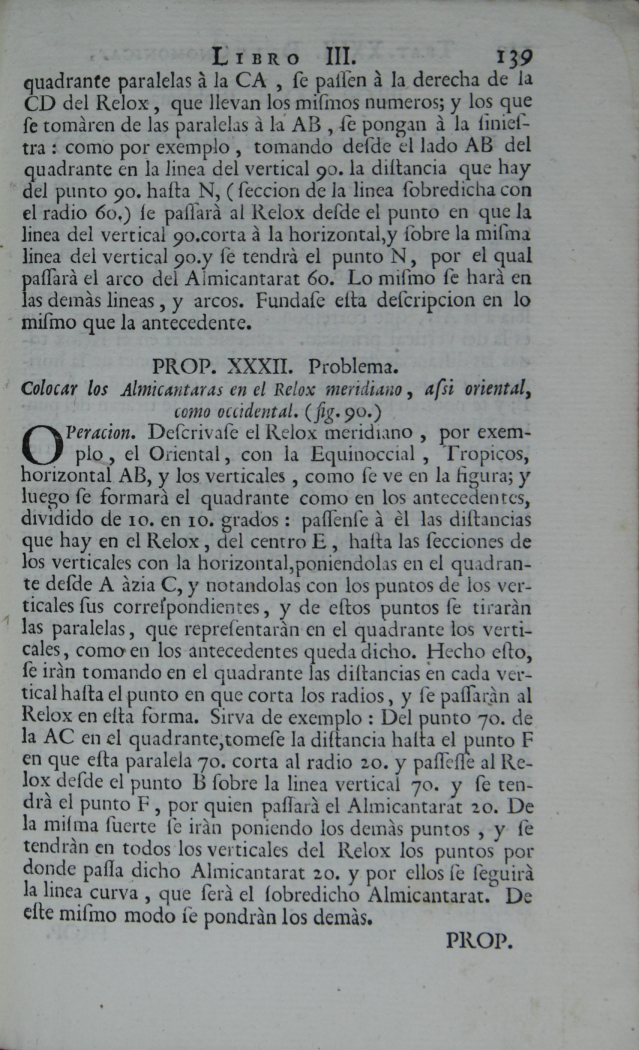 LIBRO III. 139
quadrante paralelas à la CA , ſe paſſen à la derecha de la
CD del Relox , que llevan los miſmos numeros; y los que
ſe tomàren de las paralelas à la AB , ſe pongan à la ſinieſ-
tra : como por exemplo , tomando deſde el lado AB del
quadrante en la linea del vertical 90. la diſtancia que hay
del punto 90. haſta N, ( ſeccion de la linea ſobredicha con
el radio 60.) ſe paſſarà al Relox deſde el punto en que la
linea del vertical 90.corta à la horizontal,y ſobre la miſma
linea del vertical 90.y ſe tendrà el punto N , por el qual
paſſarà el arco del Almicantarat 60. Lo miſmo ſe hará en
las demàs lineas , y arcos. Fundaſe eſta deſcripcion en lo
miſmo que la antecedente.
PROP. XXXII. Problema.
Colocar los Almicantaras en el Relox meridiano , aſsi oriental,
como occidental. (fig. 90.)
OPeracion. Deſcrivaſe el Relox meridiano , por exem-
plo , el Oriental , con la Equinoccial , Tropicos,
horizontal AB, y los verticales , como ſe ve en la figura; y
luego ſe formarà el quadrante como en los antecedentes,
dividido de 10. en 10. grados : paſſenſe à èl las diſtancias
que hay en el Relox , del centro E , haſta las ſecciones de
los verticales con la horizontal,poniendolas en el quadran-
te deſde A àzia C, y notandolas con los puntos de los ver-
ticales ſus correſpondientes , y de eſtos puntos ſe tiraràn
las paralelas , que repreſentaràn en el quadrante los verti-
cales , como en los antecedentes queda dicho. Hecho eſto,
ſe iràn tomando en el quadrante las diſtancias en cada ver-
tical haſta el punto en que corta los radios , y ſe paſſaràn al
Relox en eſta forma. Sirva de exemplo : Del punto 70. de
la AC en el quadrante,tomeſe la diſtancia haſta el punto F
en que eſta paralela 70. corta al radio 20. y paſſeſſe al Re-
lox deſde el punto B ſobre la linea vertical 70. y ſe ten-
drà el punto F , por quien paſſarà el Almicantarat 20. De
la miſma ſuerte ſe iràn poniendo los demàs puntos , y ſe
tendràn en todos los verticales del Relox los puntos por
donde paſſa dicho Almicantarat 20. y por ellos ſe ſeguirà
la linea curva , que ſerà el ſobredicho Almicantarat. De
eſte miſmo modo ſe pondràn los demàs.
PROP.